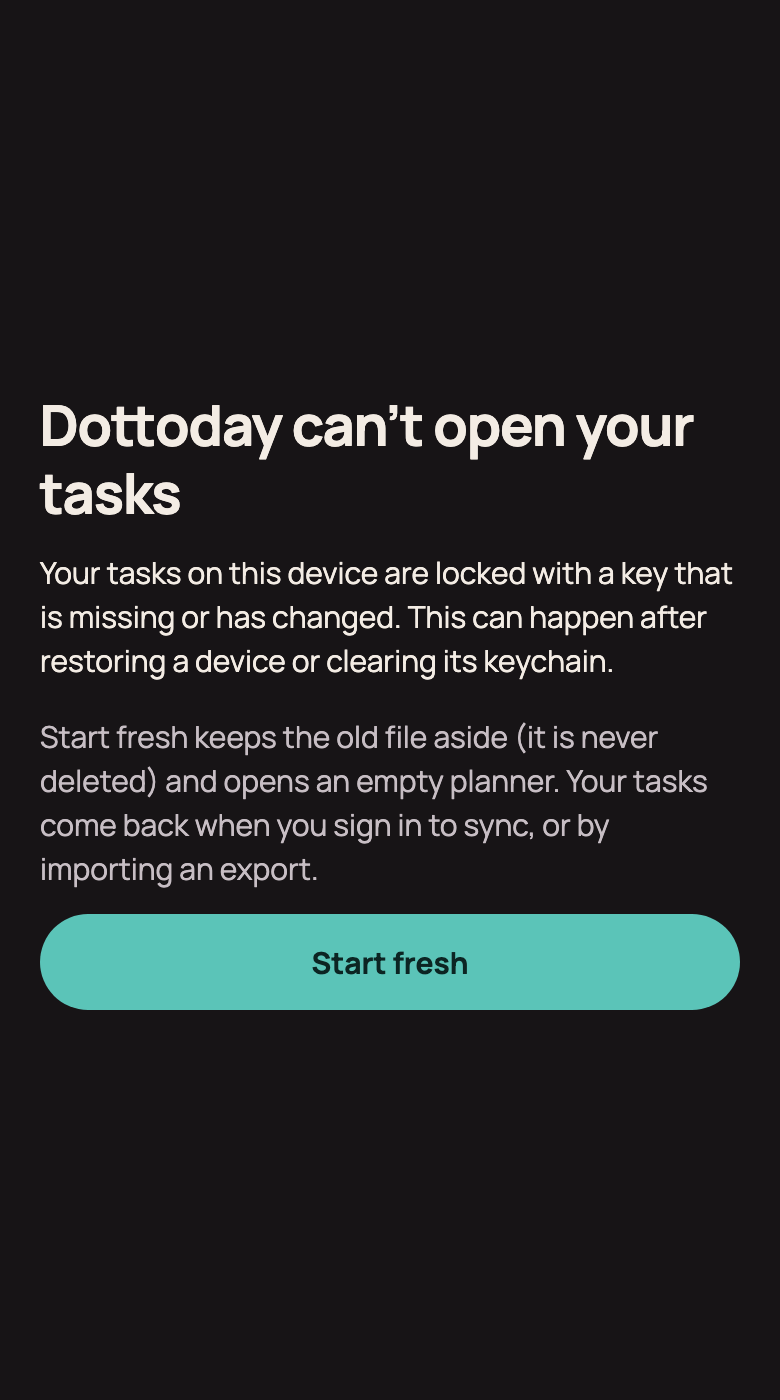 Dottoday can’t open your
tasks
Your tasks on this device are locked with a key that
is missing or has changed. This can happen after
restoring a device or clearing its keychain.
Start fresh keeps the old file aside (it is never
deleted) and opens an empty planner. Your tasks
come back when you sign in to sync, or by
importing an export.
Start fresh